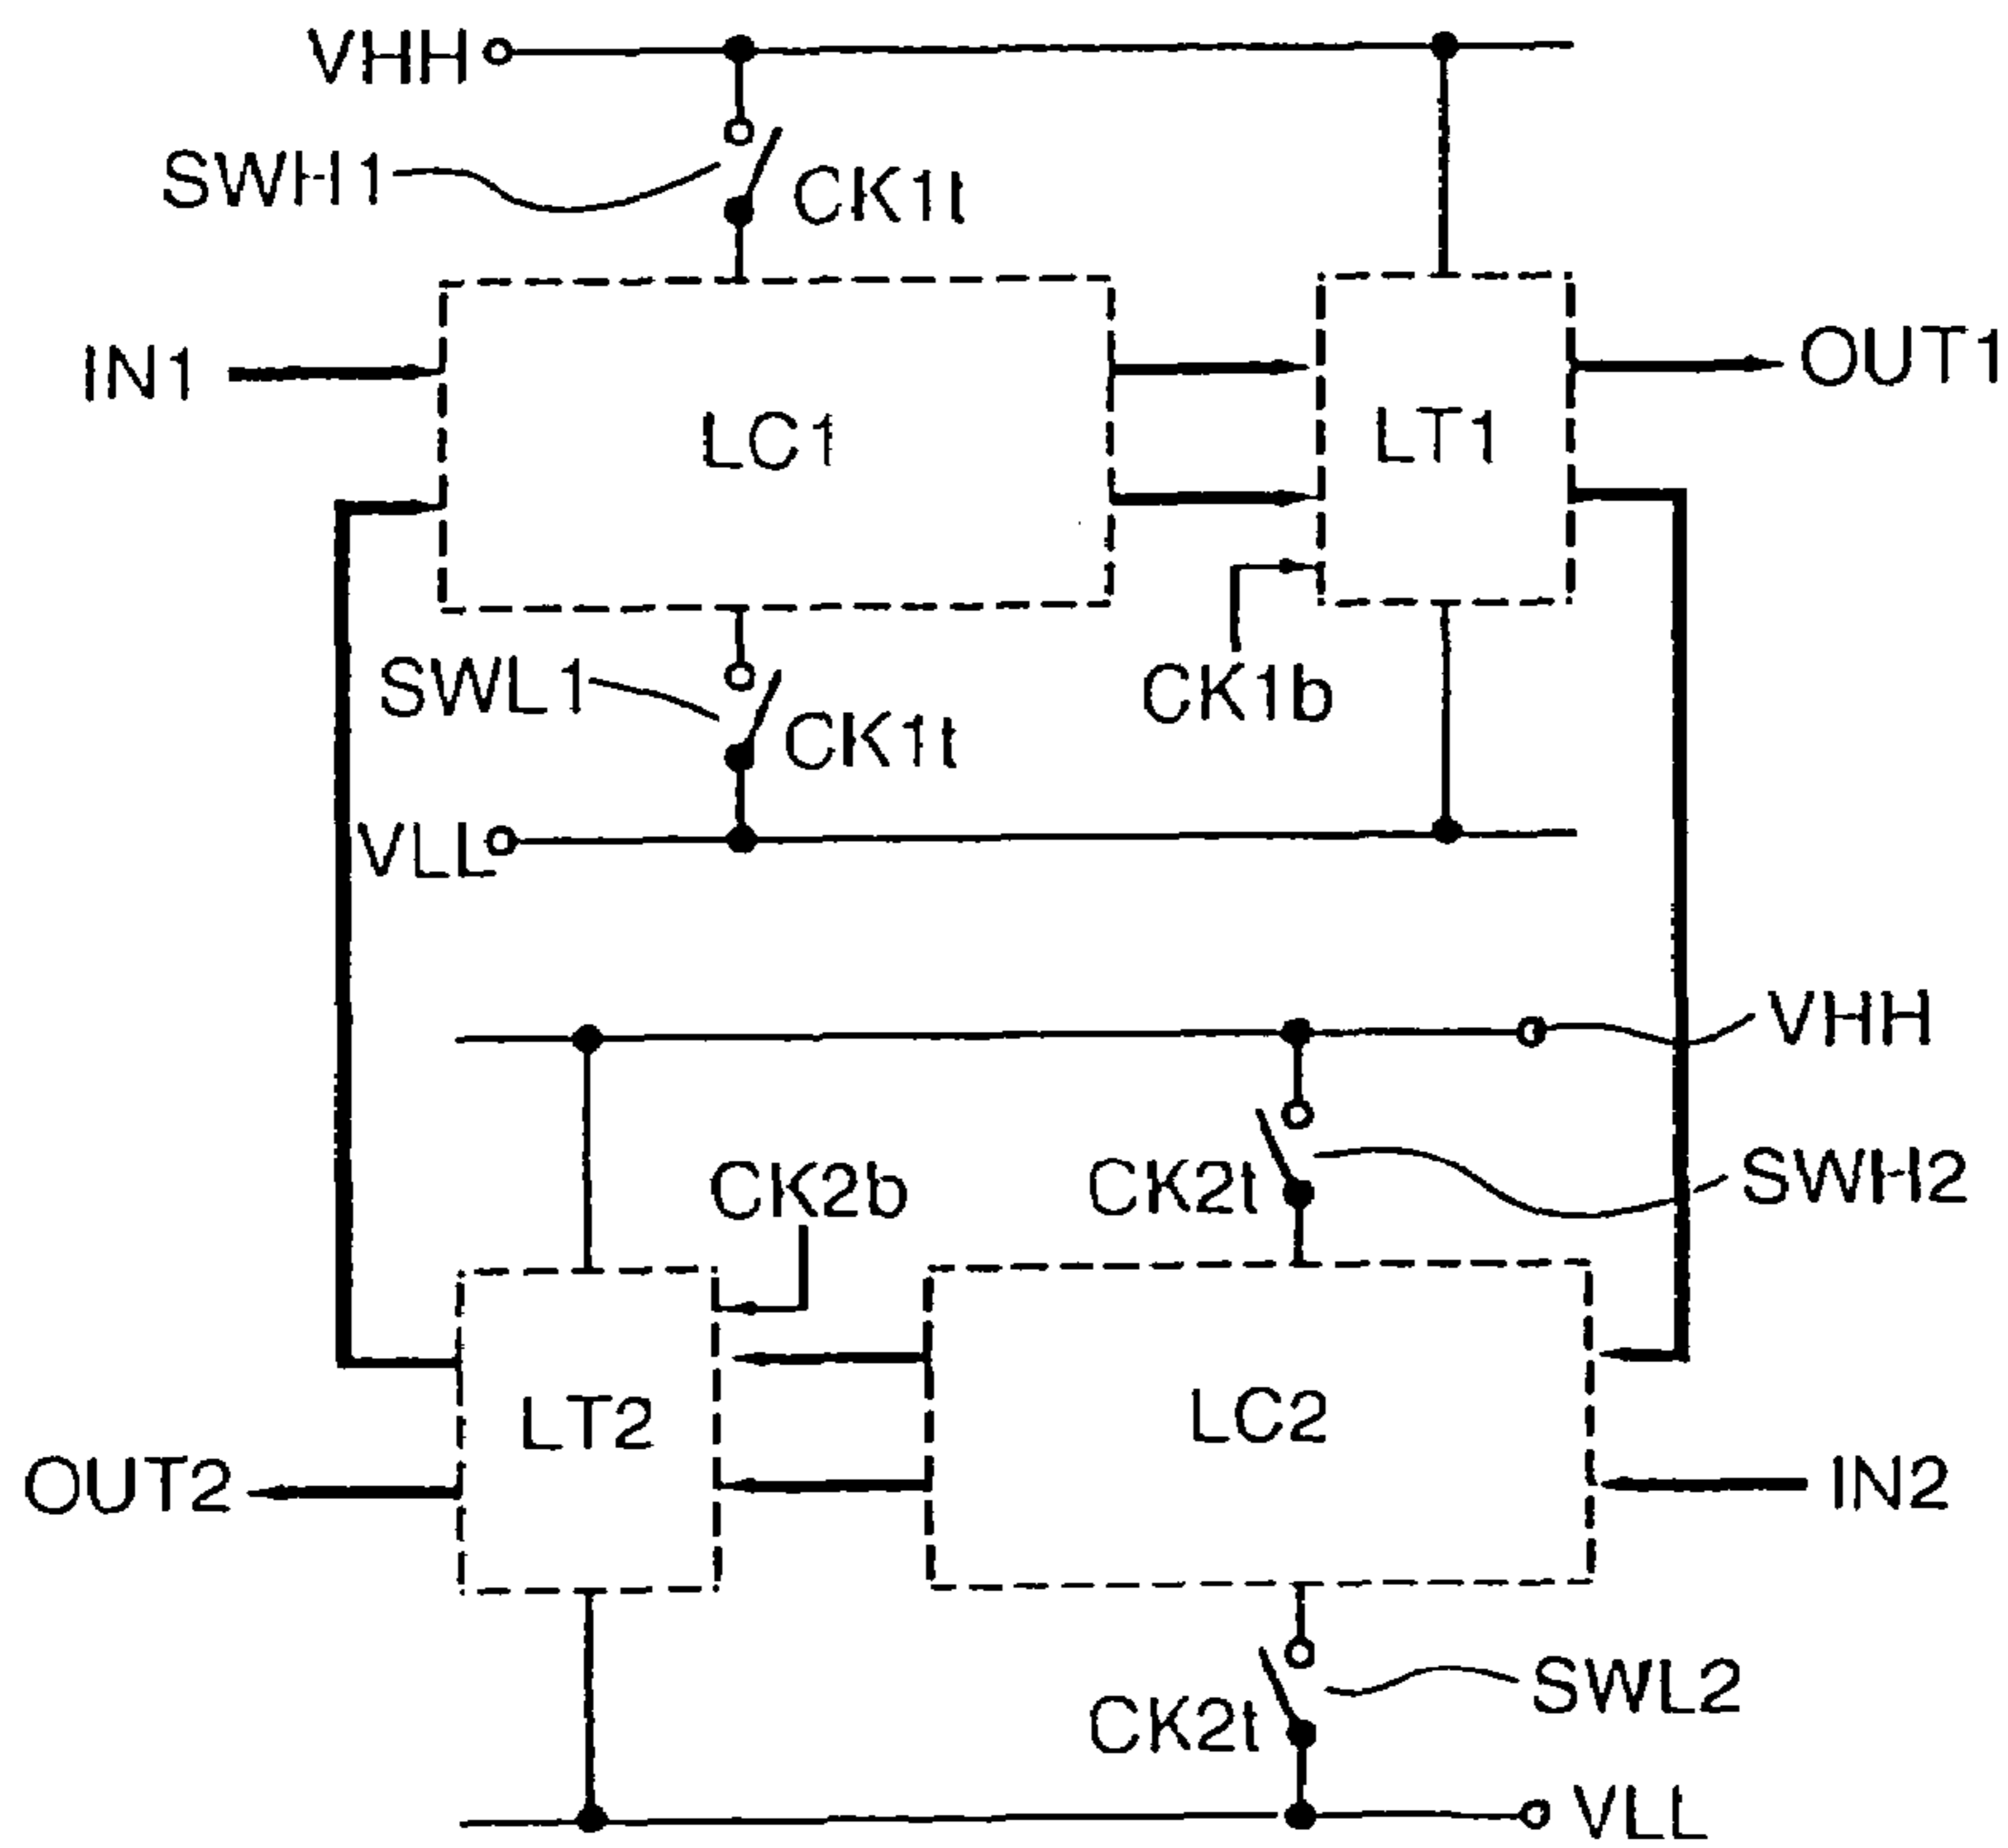 VHH
SWH1
CK1t
IN1
LC1
LT1
OUT1
SWL1
CK1t
CK1b
VLL
VHH
CK2b
CK2t
SWH2
LT2
LC2
OUT2
IN2
CK2t
SWL2
VLL